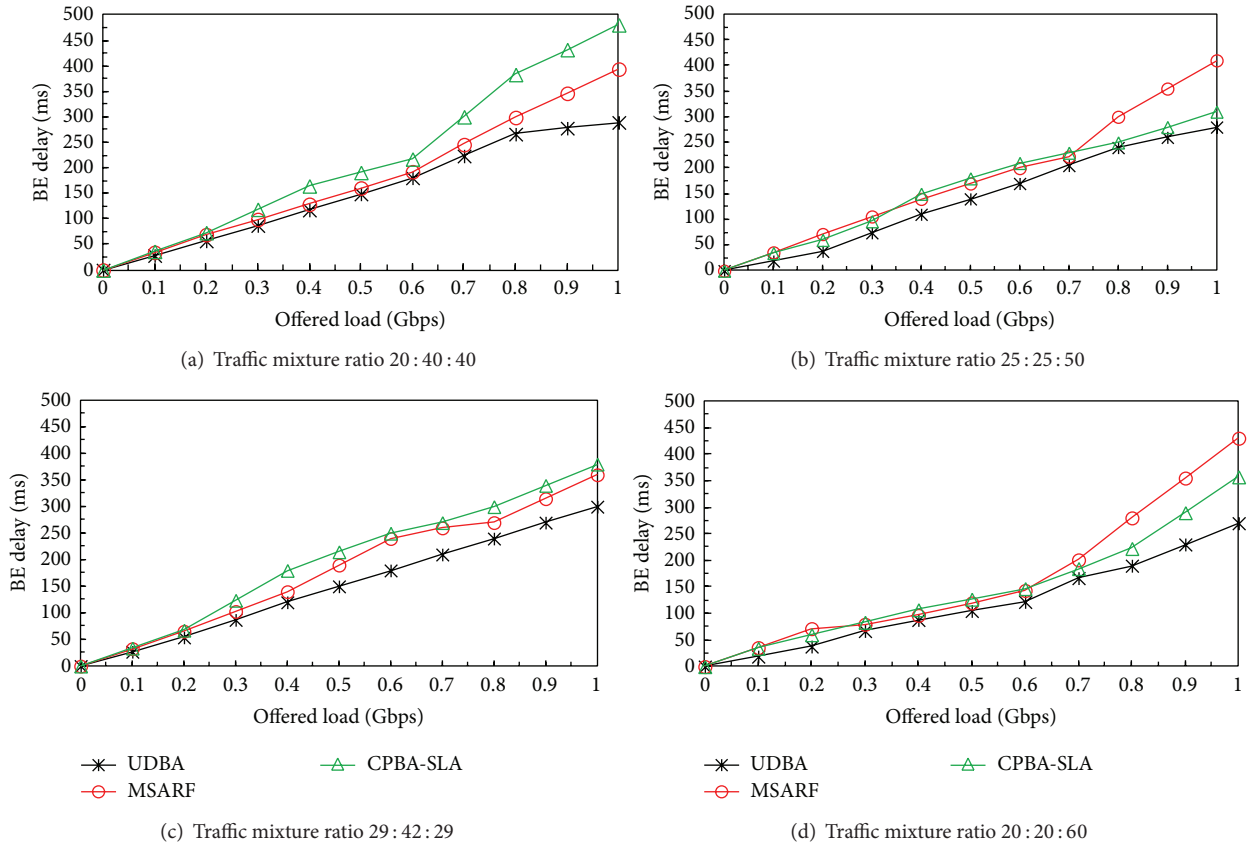 500
450
400
350
300
250
200
150
100
50
0
BE delay (ms)
0 0.1 0.2 0.3 0.4 0.5 0.6 0.7 0.8 0.9 1
Offered load (Gbps)
(a) Traffic mixture ratio 20 : 40 : 40
500
450
400
350
300
250
200
150
100
50
0
BE delay (ms)
0 0.1 0.2 0.3 0.4 0.5 0.6 0.7 0.8 0.9 1
Offered load (Gbps)
(b) Traffic mixture ratio 25 : 25 : 50
500
450
400
350
300
250
200
150
100
50
0
BE delay (ms)
0 0.1 0.2 0.3 0.4 0.5 0.6 0.7 0.8 0.9 1
Offered load (Gbps)
UDBA
MSARF
CPBA-SLA
(c) Traffic mixture ratio 29 : 42 : 29
500
450
400
350
300
250
200
150
100
50
0
BE delay (ms)
0 0.1 0.2 0.3 0.4 0.5 0.6 0.7 0.8 0.9 1
Offered load (Gbps)
UDBA
MSARF
CPBA-SLA
(d) Traffic mixture ratio 20 : 20 : 60